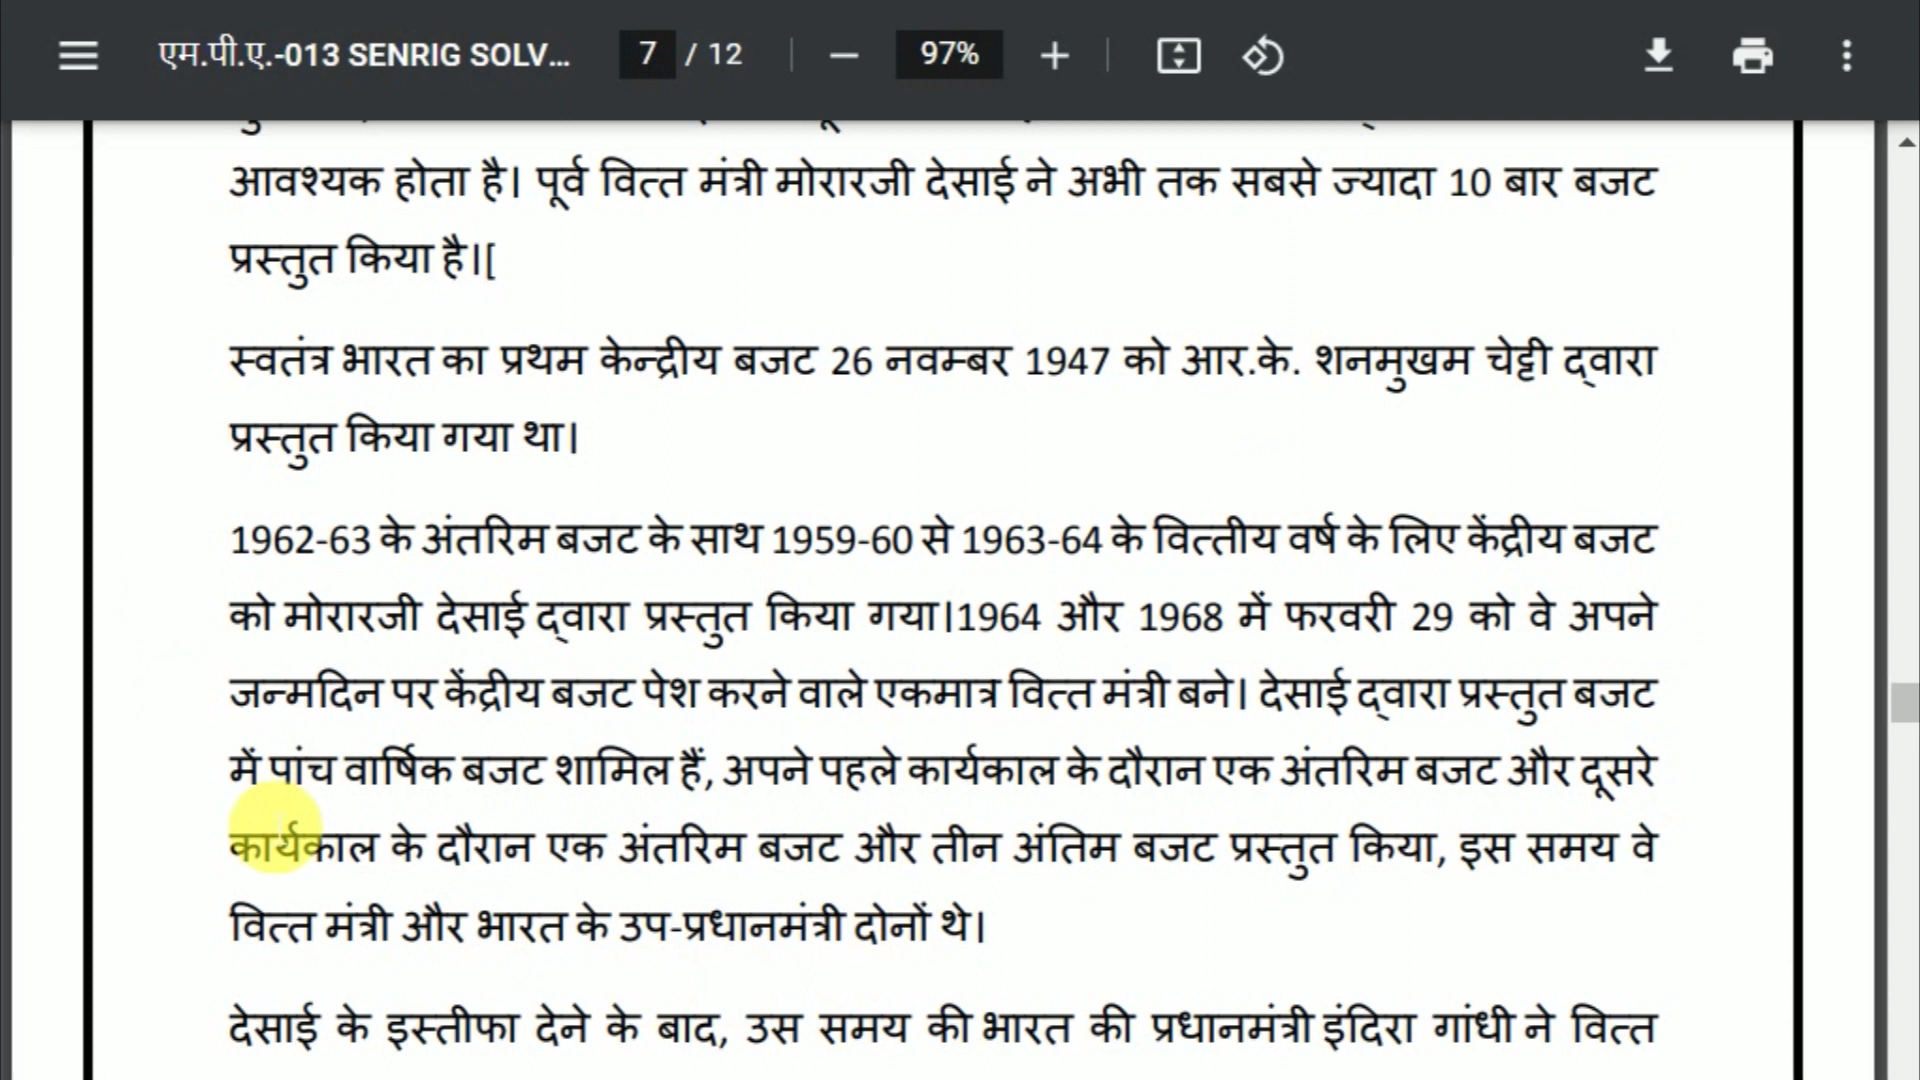 एम.पी.ए.-013 SENRIG SOLV... 7 / 12 97%
आवश्यक होता है। पूर्व वित्त मंत्री मोरारजी देसाई ने अभी तक सबसे ज्यादा 10 बार बजट
प्रस्तुत किया है।[
स्वतंत्र भारत का प्रथम केन्द्रीय बजट 26 नवम्बर 1947 को आर.के. शनमुखम चेट्टी द्वारा
प्रस्तुत किया गया था।
1962-63 के अंतरिम बजट के साथ 1959-60 से 1963-64 के वित्तीय वर्ष के लिए केंद्रीय बजट
को मोरारजी देसाई द्वारा प्रस्तुत किया गया।1964 और 1968 में फरवरी 29 को वे अपने
जन्मदिन पर केंद्रीय बजट पेश करने वाले एकमात्र वित्त मंत्री बने। देसाई द्वारा प्रस्तुत बजट
में पांच वार्षिक बजट शामिल हैं, अपने पहले कार्यकाल के दौरान एक अंतरिम बजट और दूसरे
कार्यकाल के दौरान एक अंतरिम बजट और तीन अंतिम बजट प्रस्तुत किया, इस समय वे
वित्त मंत्री और भारत के उप-प्रधानमंत्री दोनों थे।
देसाई के इस्तीफा देने के बाद, उस समय की भारत की प्रधानमंत्री इंदिरा गांधी ने वित्त